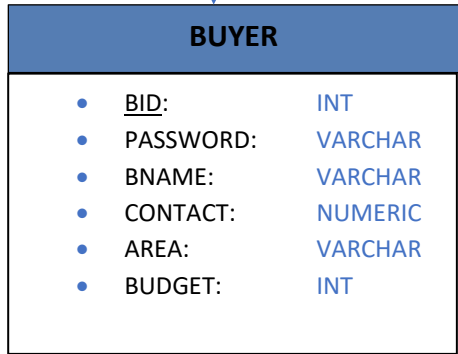 BUYER
• BID: INT
• PASSWORD: VARCHAR
• BNAME: VARCHAR
• CONTACT: NUMERIC
• AREA: VARCHAR
• BUDGET: INT